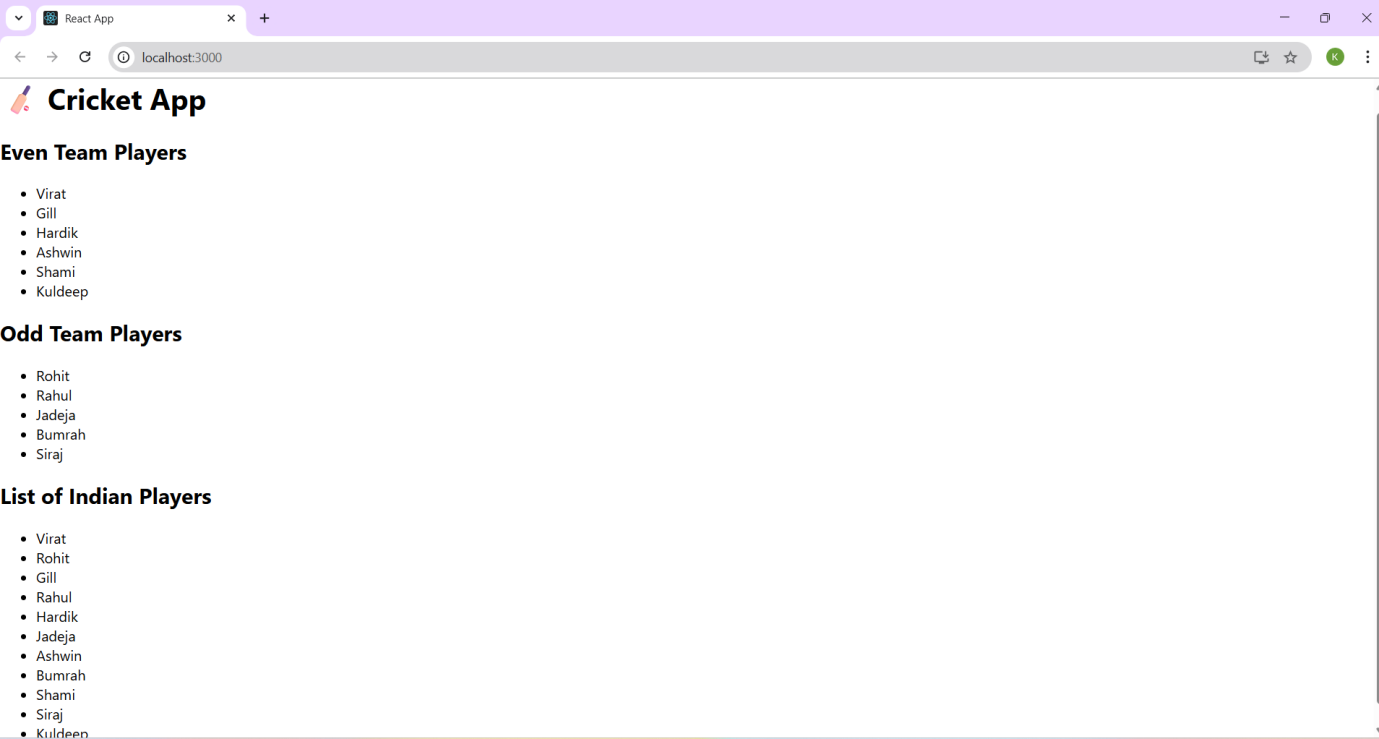 React App
localhost:3000
K
Cricket App
Even Team Players
Virat
Gill
Hardik
Ashwin
Shami
Kuldeep
Odd Team Players
Rohit
Rahul
Jadeja
Bumrah
Siraj
List of Indian Players
Virat
Rohit
Gill
Rahul
Hardik
Jadeja
Ashwin
Bumrah
Shami
Siraj
Kuldeep